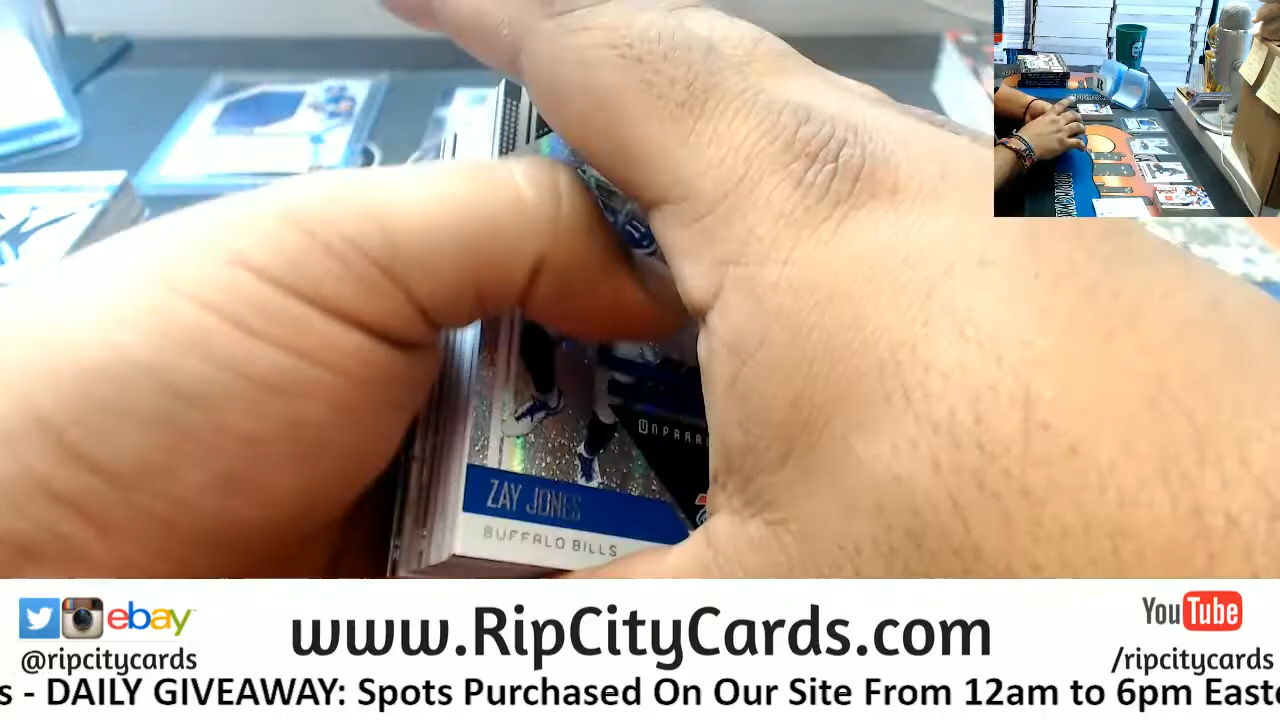 UNPARA
ZAY JONES
BUFFALO BILLS
ebay
@ripcitycards
www.RipCityCards.com
YouTube
/ripcitycards
s - DAILY GIVEAWAY: Spots Purchased On Our Site From 12am to 6pm Easte